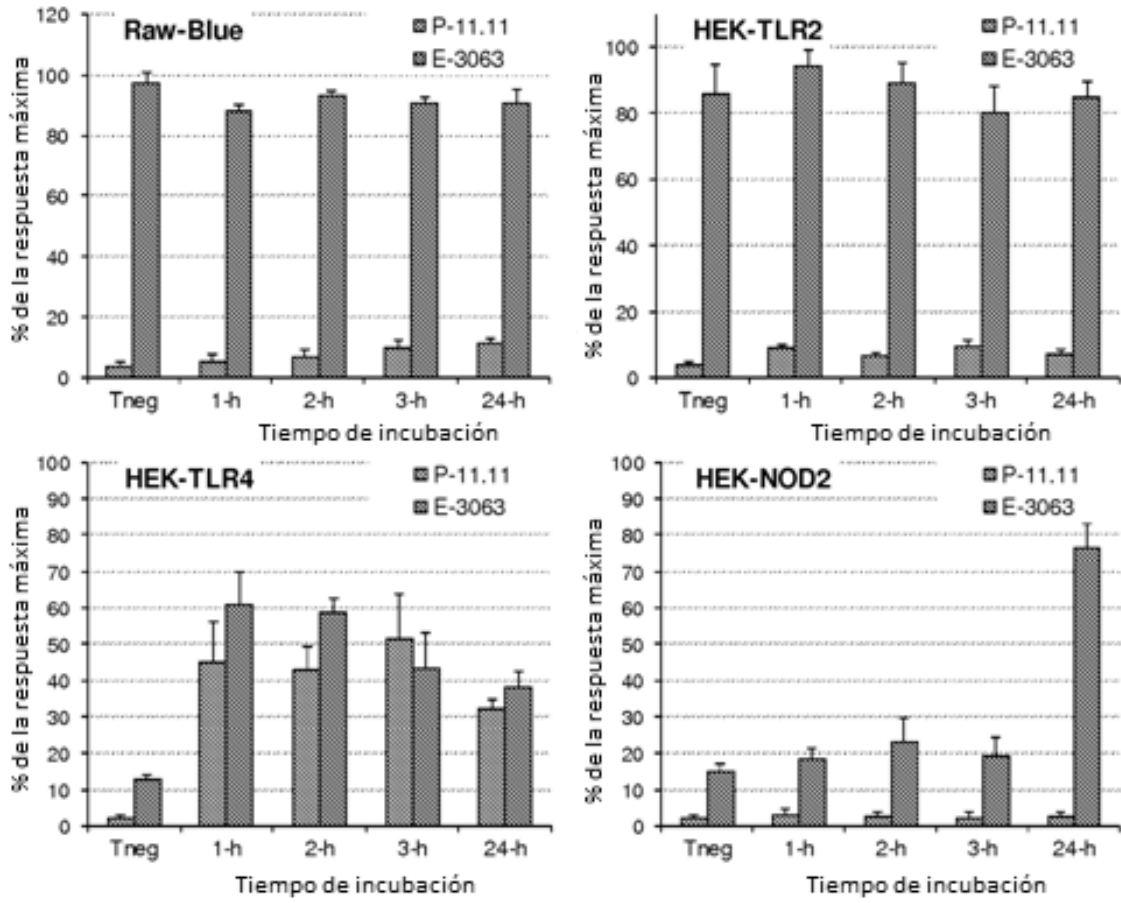 Raw-Blue
P-11.11
E-3063
% de la respuesta máxima
120
100
80
60
40
20
0
Tneg 1-h 2-h 3-h 24-h
Tiempo de incubación
HEK-TLR2
P-11.11
E-3063
% de la respuesta máxima
100
80
60
40
20
0
Tneg 1-h 2-h 3-h 24-h
Tiempo de incubación
HEK-TLR4
P-11.11
E-3063
% de la respuesta máxima
100
90
80
70
60
50
40
30
20
10
0
Tneg 1-h 2-h 3-h 24-h
Tiempo de incubación
HEK-NOD2
P-11.11
E-3063
% de la respuesta máxima
100
90
80
70
60
50
40
30
20
10
0
Tneg 1-h 2-h 3-h 24-h
Tiempo de incubación